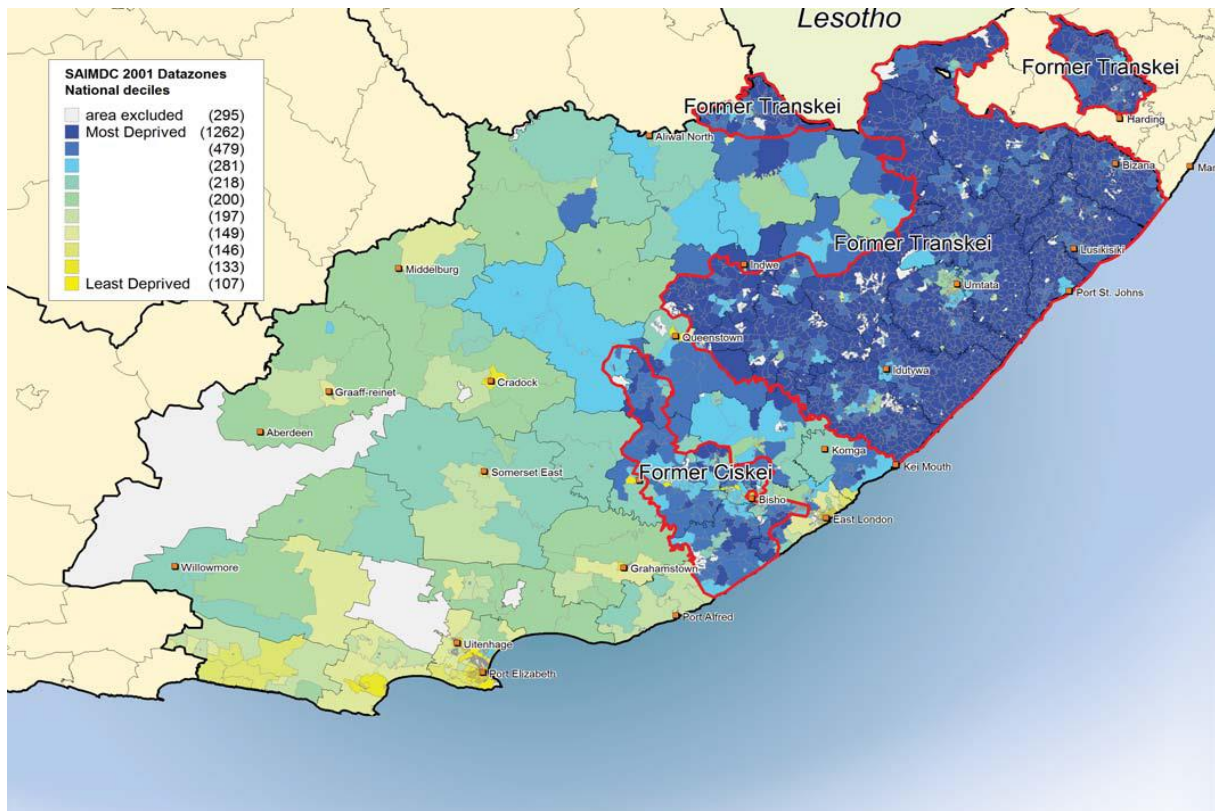 Lesotho
SAIMDC 2001 Datazones
National deciles
area excluded (295)
Most Deprived (1262)
(479)
(281)
(218)
(200)
(197)
(149)
(146)
(133)
Least Deprived (107)
Former Transkei
Former Transkei
Harding
Aliwal North
Bizana
Mar
Former Transkei
Lusikisiki
Indwe
Middelburg
Umtata
Port St. Johns
Queenstown
Idutywa
Cradock
Graaff-reinet
Aberdeen
Komga
Kei Mouth
Somerset East
Former Ciskei
Bisho
East London
Willowmore
Grahamstown
Port Alfred
Uitenhage
Port Elizabeth